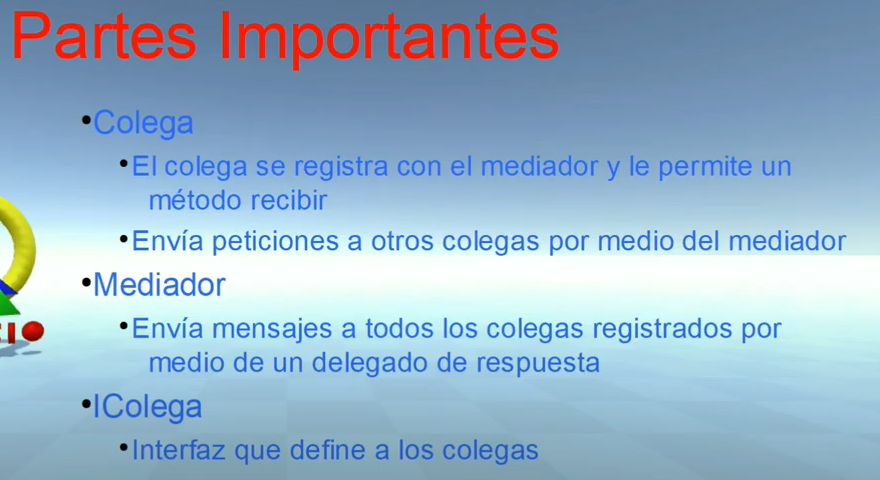 Partes Importantes
•Colega
•El colega se registra con el mediador y le permite un
método recibir
•Envía peticiones a otros colegas por medio del mediador
•Mediador
•Envía mensajes a todos los colegas registrados por
medio de un delegado de respuesta
•IColega
•Interfaz que define a los colegas